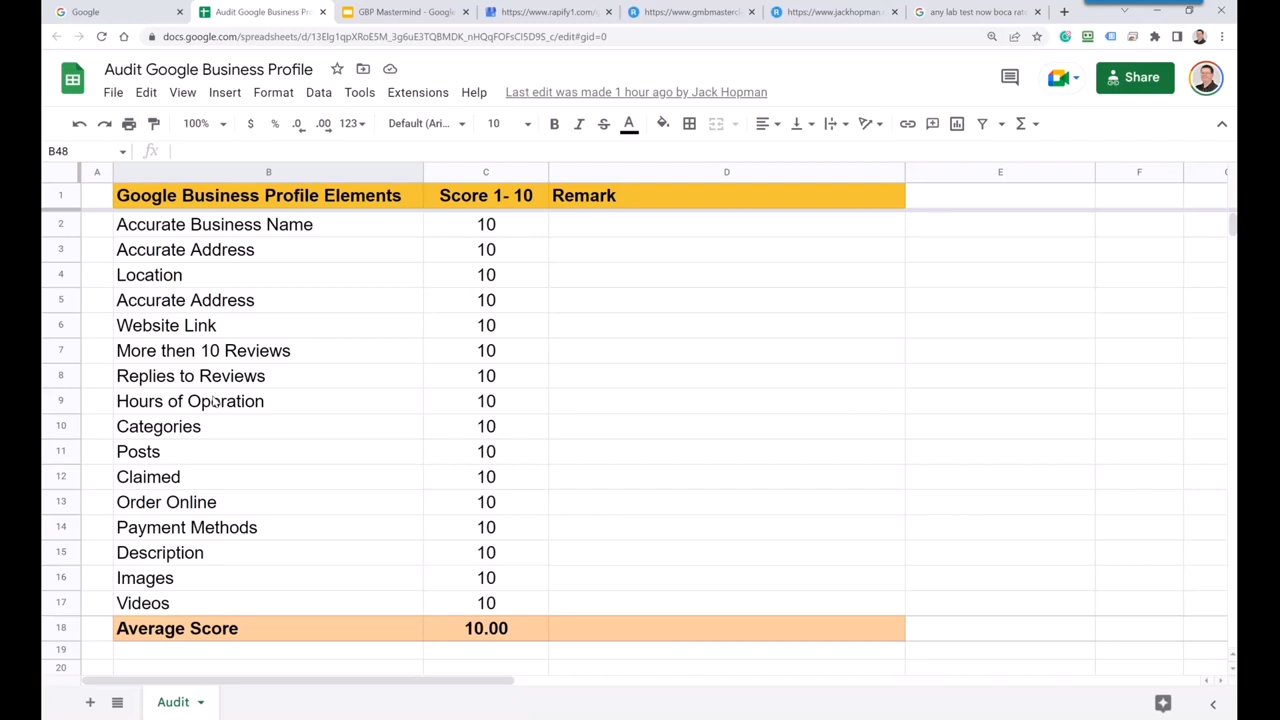 Google
Audit Google Business Pro
GBP Mastermind - Google
https://www.rapify1.com/
https://www.gmbmastercl
https://www.jackhopman.
any lab test now boca rat
docs.google.com/spreadsheets/d/13EIg1qpXRoE5M_3g6uE3TQBMDK_nHQqFOFsCI5D9S_c/edit#gid=0
Audit Google Business Profile
Share
File Edit View Insert Format Data Tools Extensions Help Last edit was made 1 hour ago by Jack Hopman
100% $ % .0 .00 123 Default (Ari... 10 B I S A
B48 fx
A B C D E F
1 Google Business Profile Elements Score 1- 10 Remark
2 Accurate Business Name 10
3 Accurate Address 10
4 Location 10
5 Accurate Address 10
6 Website Link 10
7 More then 10 Reviews 10
8 Replies to Reviews 10
9 Hours of Operation 10
10 Categories 10
11 Posts 10
12 Claimed 10
13 Order Online 10
14 Payment Methods 10
15 Description 10
16 Images 10
17 Videos 10
18 Average Score 10.00
19
20
Audit